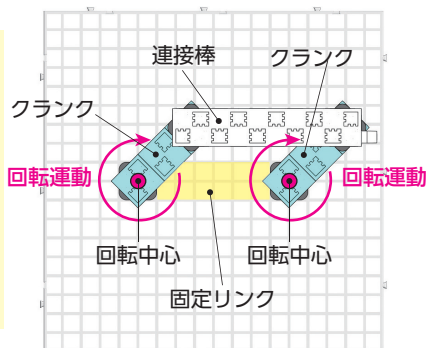 連接棒
クランク
クランク
回転運動
回転運動
回転中心
回転中心
固定リンク